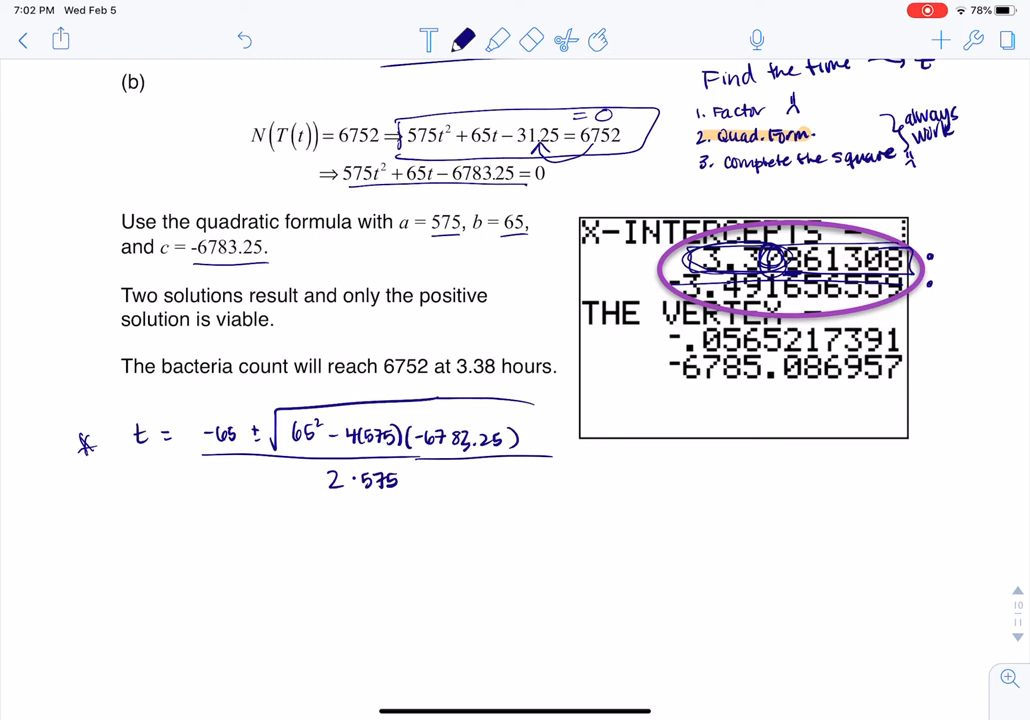 7:02 PM Wed Feb 5
78%
T
Find the time → t
(b)
1. Factor
= 0
always work
N(T(t)) = 6752 ⇒ 575t² + 65t − 31.25 = 6752
2. Quad. Form.
3. Complete the square
⇒ 575t² + 65t − 6783.25 = 0
Use the quadratic formula with a = 575, b = 65,
and c = -6783.25.
Two solutions result and only the positive
solution is viable.
The bacteria count will reach 6752 at 3.38 hours.
X-INTERCEPTS - :
-3.491656559
THE VERTEX -
-.0565217391
-6785.086957
* t = -65 ± √65² - 4(575)(-6783.25)
2 · 575
10
11